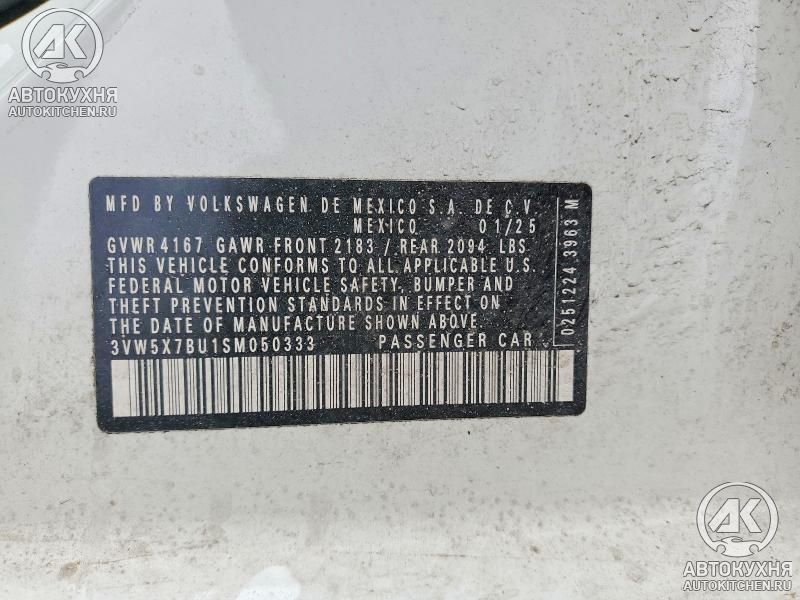 AK
АВТОКУХНЯ
AUTOKITCHEN.RU
MFD BY VOLKSWAGEN DE MEXICO S.A. DE C.V.
MEXICO 01/25
GVWR 4167 GAWR FRONT 2183 / REAR 2094 LBS
THIS VEHICLE CONFORMS TO ALL APPLICABLE U.S.
FEDERAL MOTOR VEHICLE SAFETY, BUMPER AND
THEFT PREVENTION STANDARDS IN EFFECT ON
THE DATE OF MANUFACTURE SHOWN ABOVE.
3VW5X7BU1SM050333 PASSENGER CAR
0251224 3963 M
AK
АВТОКУХНЯ
AUTOKITCHEN.RU